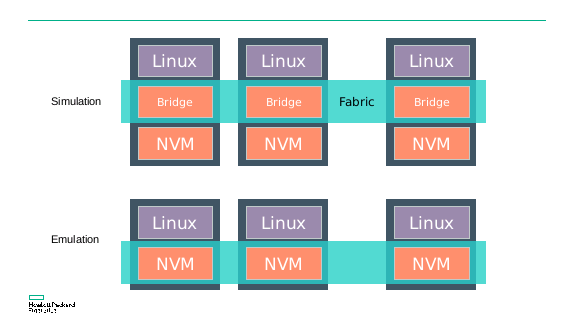 Linux Linux Linux
Simulation Bridge Bridge Fabric Bridge
NVM NVM NVM
Linux Linux Linux
Emulation
NVM NVM NVM
Hewlett Packard
Enterprise